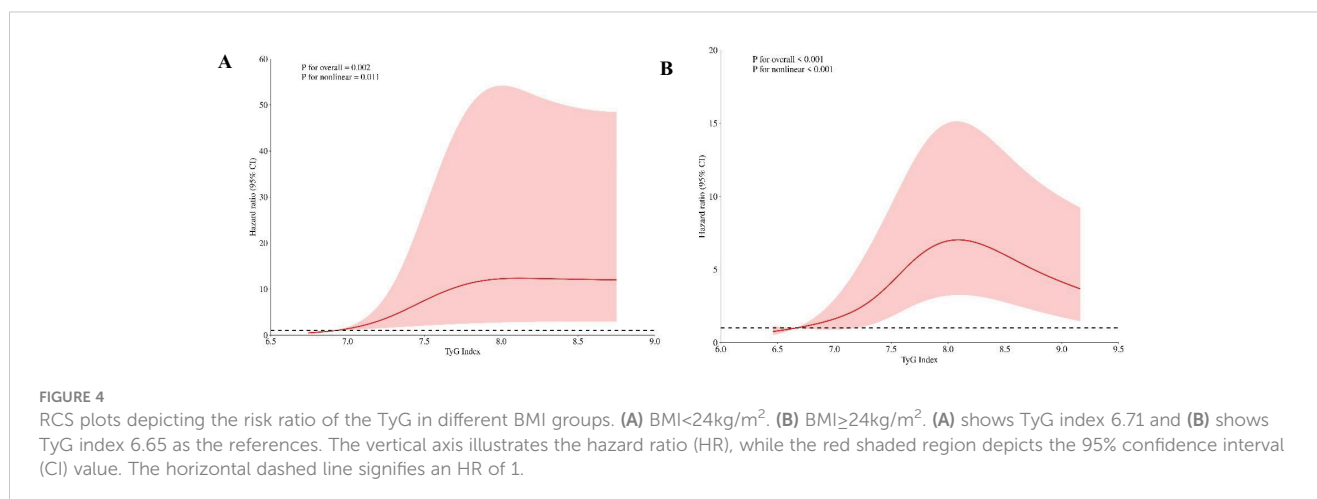 A
P for overall = 0.002
P for nonlinear = 0.011
60
50
40
30
20
10
0
Hazard ratio (95% CI)
6.5 7.0 7.5 8.0 8.5 9.0
TyG Index
B
P for overall < 0.001
P for nonlinear < 0.001
20
15
10
5
0
Hazard ratio (95% CI)
6.0 6.5 7.0 7.5 8.0 8.5 9.0 9.5
TyG Index
FIGURE 4
RCS plots depicting the risk ratio of the TyG in different BMI groups. (A) BMI<24kg/m². (B) BMI≥24kg/m². (A) shows TyG index 6.71 and (B) shows
TyG index 6.65 as the references. The vertical axis illustrates the hazard ratio (HR), while the red shaded region depicts the 95% confidence interval
(CI) value. The horizontal dashed line signifies an HR of 1.